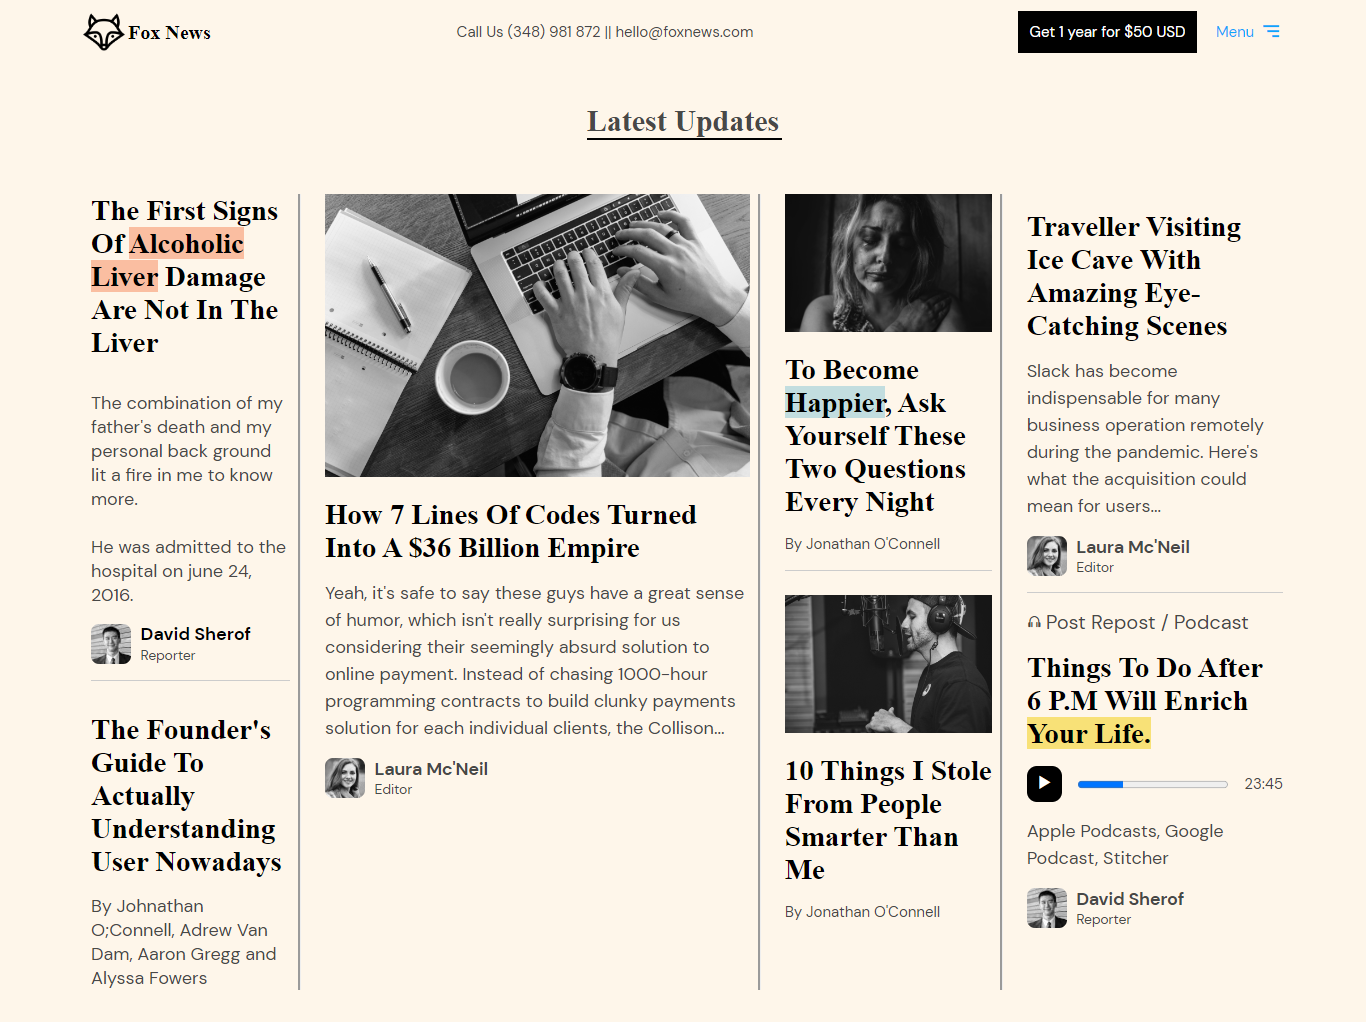 Fox News
Call Us (348) 981 872 || hello@foxnews.com
Get 1 year for $50 USD
Menu
Latest Updates
The First Signs
Of Alcoholic
Liver Damage
Are Not In The
Liver
The combination of my
father's death and my
personal back ground
lit a fire in me to know
more.
He was admitted to the
hospital on june 24,
2016.
David Sherof
Reporter
The Founder's
Guide To
Actually
Understanding
User Nowadays
By Johnathan
O;Connell, Adrew Van
Dam, Aaron Gregg and
Alyssa Fowers
How 7 Lines Of Codes Turned
Into A $36 Billion Empire
Yeah, it's safe to say these guys have a great sense
of humor, which isn't really surprising for us
considering their seemingly absurd solution to
online payment. Instead of chasing 1000-hour
programming contracts to build clunky payments
solution for each individual clients, the Collison...
Laura Mc'Neil
Editor
To Become
Happier, Ask
Yourself These
Two Questions
Every Night
By Jonathan O'Connell
10 Things I Stole
From People
Smarter Than
Me
By Jonathan O'Connell
Traveller Visiting
Ice Cave With
Amazing Eye-
Catching Scenes
Slack has become
indispensable for many
business operation remotely
during the pandemic. Here's
what the acquisition could
mean for users...
Laura Mc'Neil
Editor
Post Repost / Podcast
Things To Do After
6 P.M Will Enrich
Your Life.
23:45
Apple Podcasts, Google
Podcast, Stitcher
David Sherof
Reporter